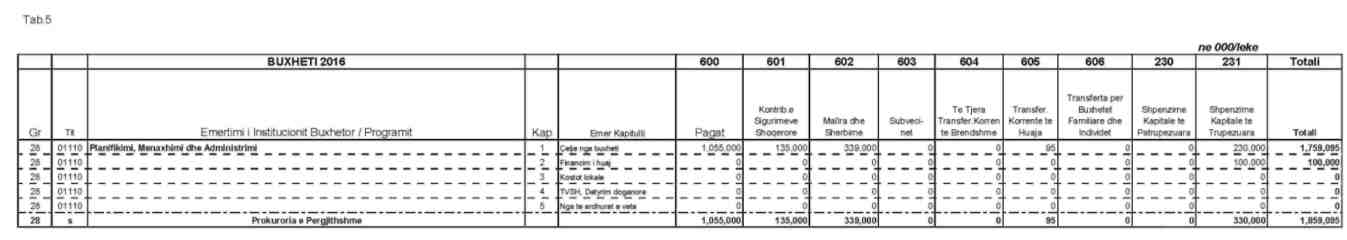 Tab.5
ne 000/leke
BUXHETI 2016 600 601 602 603 604 605 606 230 231 Totali
Gr Tit Emertimi i Institucionit Buxhetor / Programit Kap Emer Kapitulli Pagat Kontrib.e Sigurimeve Shoqerore Mallra dhe Sherbime Subvecionet Te Tjera Transfer.Korren te Brendshme Transfer. Korrente te Huaja Transferta per Buxhetet Familiare dhe Individet Shpenzime Kapitale te Patrupezuara Shpenzime Kapitale te Trupezuara Totali
28 01110 Planifikimi, Menaxhimi dhe Administrimi 1 Çelje nga buxheti 1,055,000 135,000 339,000 0 0 95 0 0 230,000 1,759,095
28 01110 2 Financim i huaj 0 0 0 0 0 0 0 0 100,000 100,000
28 01110 3 Kostot lokale 0 0 0 0 0 0 0 0 0 0
28 01110 4 TVSH, Detyrim doganore 0 0 0 0 0 0 0 0 0 0
28 01110 5 Nga te ardhurat e veta 0 0 0 0 0 0 0 0 0 0
28 s Prokuroria e Pergjithshme 1,055,000 135,000 339,000 0 0 95 0 0 330,000 1,859,095